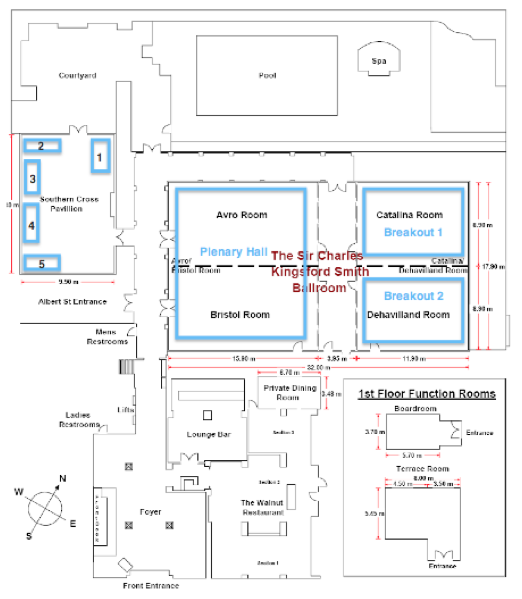 Courtyard
Pool
Spa
2
1
3
Southern Cross
Pavilion
4
5
9.90 m
Albert St Entrance
Avro Room
Plenary Hall
Avro/
Bristol Room
Bristol Room
The Sir Charles
Kingsford Smith
Ballroom
Catalina Room
Breakout 1
Catalina/
Dehavilland Room
Breakout 2
Dehavilland Room
8.90 m
17.90 m
8.90 m
15.90 m
3.95 m
11.90 m
32.00 m
Mens
Restrooms
8.70 m
Private Dining
Room
3.48 m
Lifts
Ladies
Restrooms
Lounge Bar
Section 3
Section 2
The Walnut
Restaurant
Section 1
Foyer
Front Entrance
N
W
E
S
1st Floor Function Rooms
Boardroom
3.70 m
Entrance
5.70 m
Terrace Room
8.00 m
4.50 m
3.50 m
5.45 m
Entrance